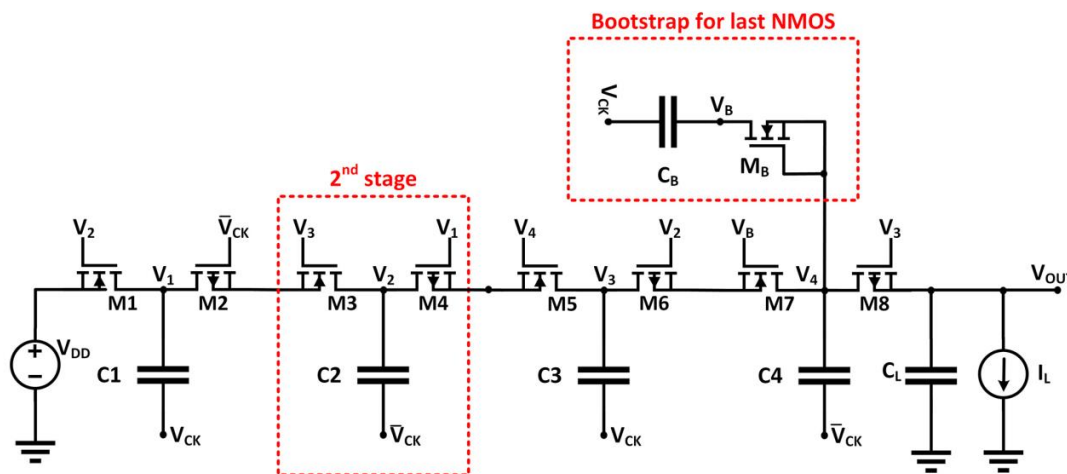 Bootstrap for last NMOS
V_CK
V_B
C_B
M_B
2nd stage
V_2
V̅_CK
V_3
V_1
V_4
V_2
V_B
V_3
V_1
V_2
V_3
V_4
V_OUT
M1
M2
M3
M4
M5
M6
M7
M8
+
−
V_DD
C1
C2
C3
C4
C_L
I_L
V_CK
V̅_CK
V_CK
V̅_CK